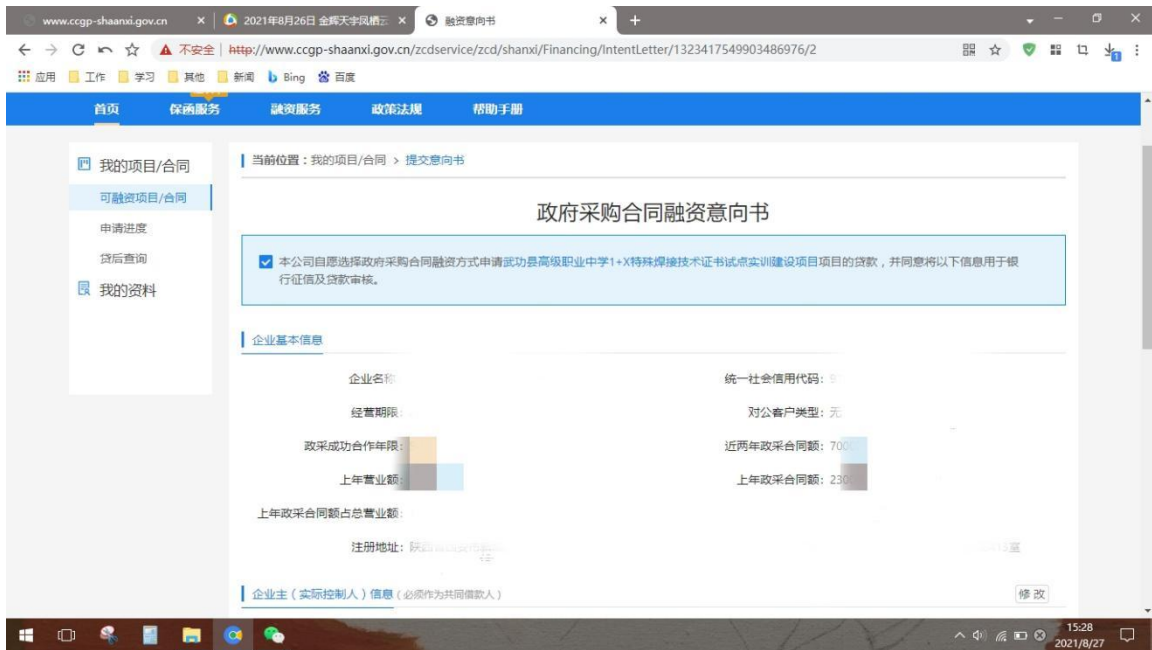 www.ccgp-shaanxi.gov.cn
2021年8月26日 金辉天宇凤栖云
融资意向书
不安全
http://www.ccgp-shaanxi.gov.cn/zcdservice/zcd/shanxi/Financing/IntentLetter/1323417549903486976/2
应用 工作 学习 其他 新闻 Bing 百度
首页 保函服务 融资服务 政策法规 帮助手册
我的项目/合同
可融资项目/合同
申请进度
贷后查询
我的资料
当前位置：我的项目/合同 > 提交意向书
政府采购合同融资意向书
本公司自愿选择政府采购合同融资方式申请武功县高级职业中学1+X特殊焊接技术证书试点实训建设项目项目的贷款，并同意将以下信息用于银
行征信及贷款审核。
企业基本信息
企业名称 统一社会信用代码：9
经营期限： 对公客户类型：无
政采成功合作年限： 近两年政采合同额：700
上年营业额： 上年政采合同额：230
上年政采合同额占总营业额：
注册地址：陕西 室
企业主（实际控制人）信息（必须作为共同借款人） 修改
15:28
2021/8/27